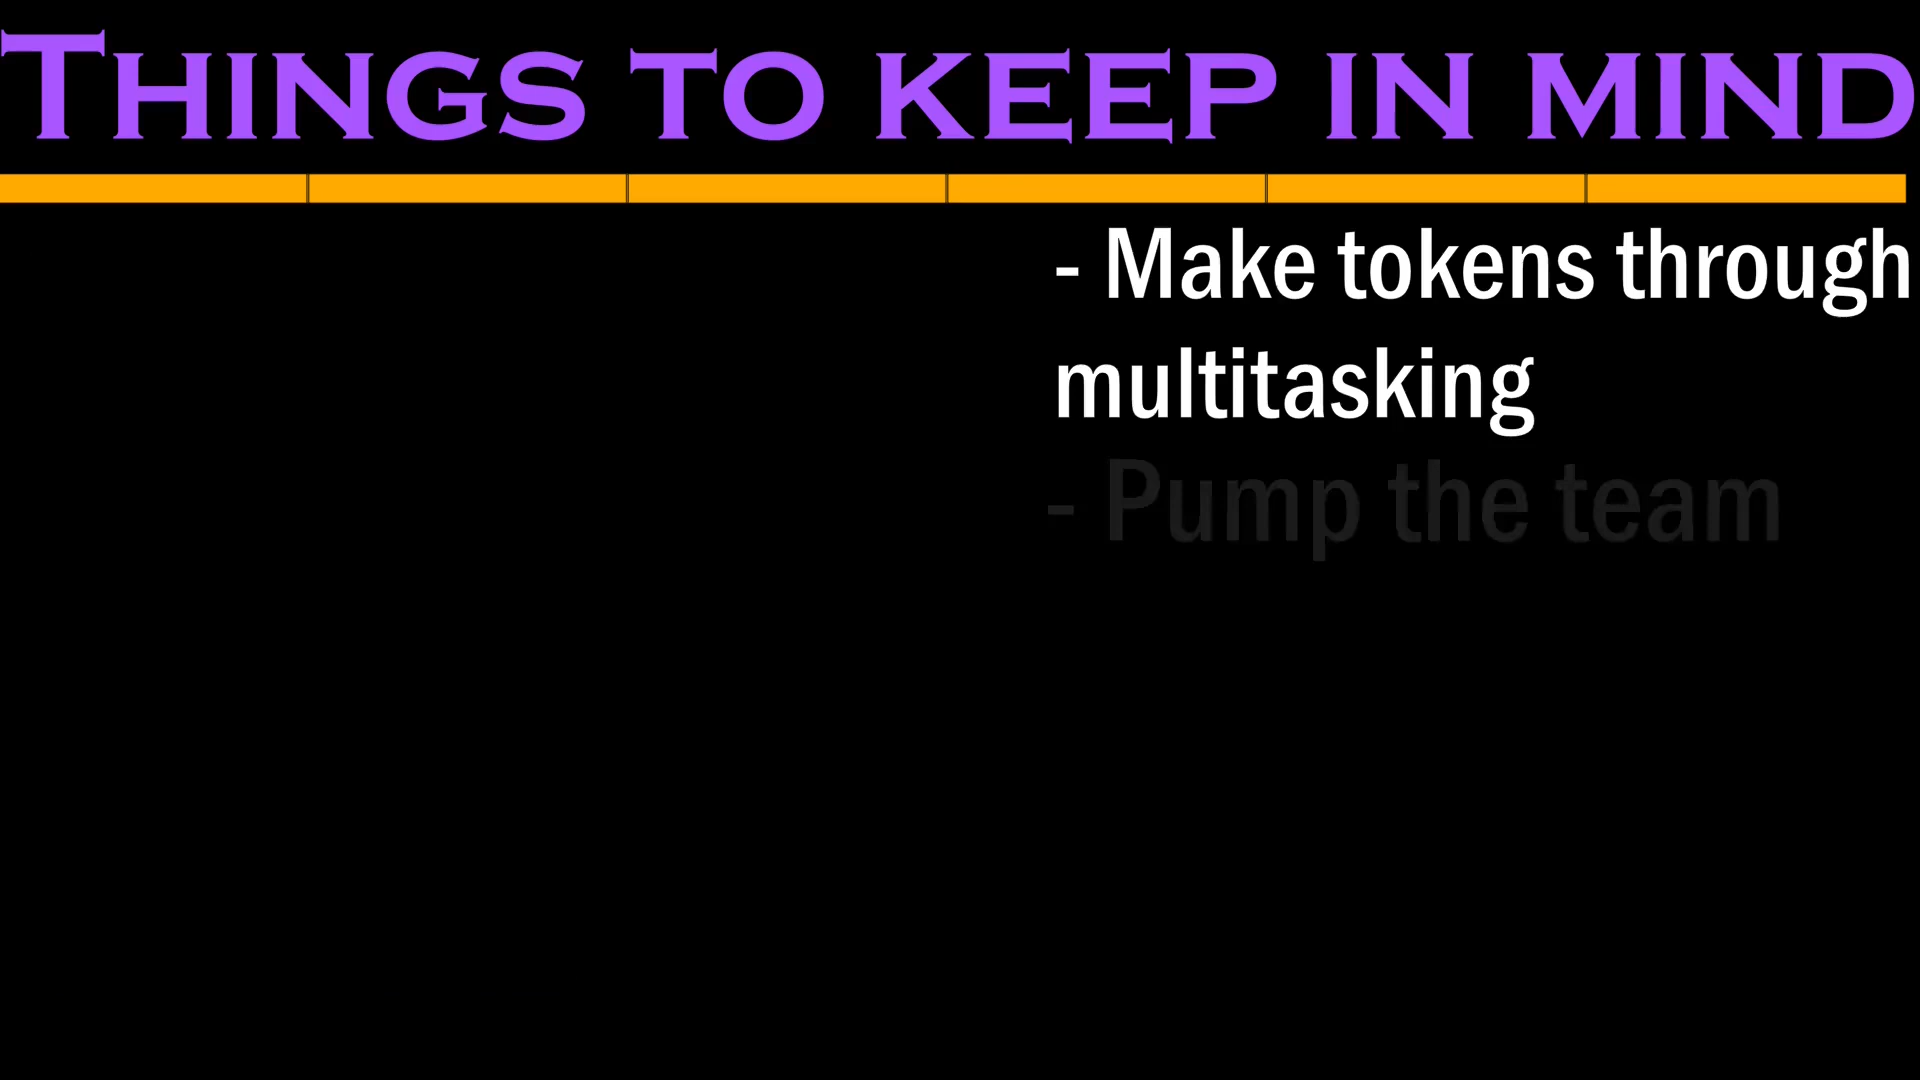 Things to keep in mind
- Make tokens through
multitasking
- Pump the team